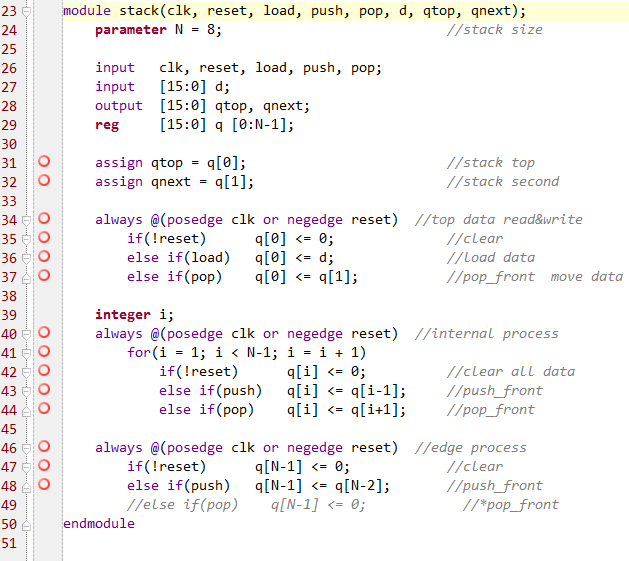 23 module stack(clk, reset, load, push, pop, d, qtop, qnext);
24     parameter N = 8;                            //stack size
25
26     input   clk, reset, load, push, pop;
27     input   [15:0] d;
28     output  [15:0] qtop, qnext;
29     reg     [15:0] q [0:N-1];
30
31     assign qtop = q[0];                         //stack top
32     assign qnext = q[1];                        //stack second
33
34     always @(posedge clk or negedge reset)  //top data read&write
35         if(!reset)      q[0] <= 0;              //clear
36         else if(load)   q[0] <= d;              //load data
37         else if(pop)    q[0] <= q[1];           //pop_front  move data
38
39     integer i;
40     always @(posedge clk or negedge reset)  //internal process
41         for(i = 1; i < N-1; i = i + 1)
42             if(!reset)      q[i] <= 0;          //clear all data
43             else if(push)   q[i] <= q[i-1];     //push_front
44             else if(pop)    q[i] <= q[i+1];     //pop_front
45
46     always @(posedge clk or negedge reset)  //edge process
47         if(!reset)      q[N-1] <= 0;            //clear
48         else if(push)   q[N-1] <= q[N-2];       //push_front
49         //else if(pop)    q[N-1] <= 0;            //*pop_front
50 endmodule
51